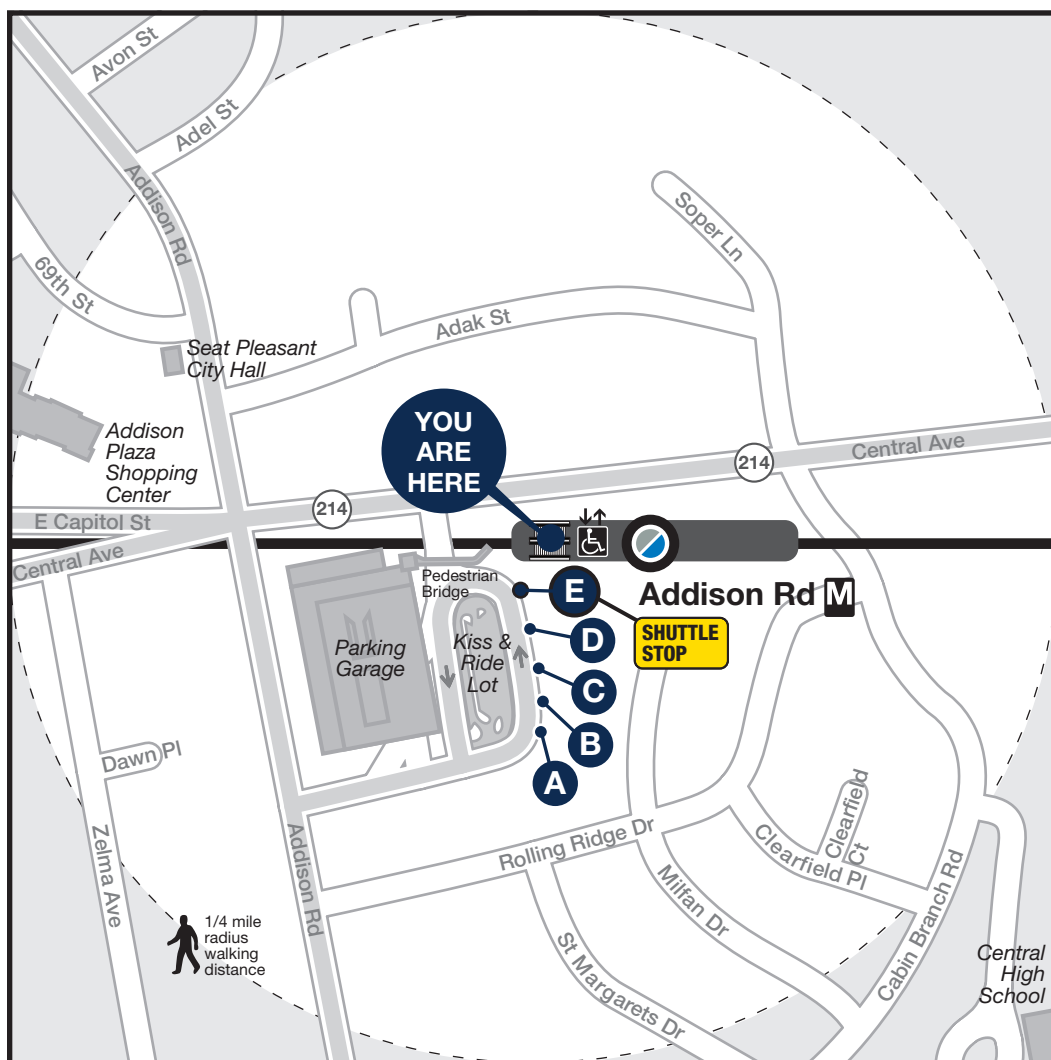 Avon St
Adel St
Addison Rd
Soper Ln
69th St
Adak St
Seat Pleasant
City Hall
YOU
ARE
HERE
Addison
Plaza
Shopping
Center
Central Ave
214
214
E Capitol St
Central Ave
Pedestrian
Bridge
E
Addison Rd M
SHUTTLE
STOP
D
Parking
Garage
Kiss &
Ride
Lot
C
B
A
Dawn Pl
Clearfield
Ct
Zelma Ave
Addison Rd
Rolling Ridge Dr
Clearfield Pl
Milfan Dr
Cabin Branch Rd
1/4 mile
radius
walking
distance
St Margarets Dr
Central
High
School